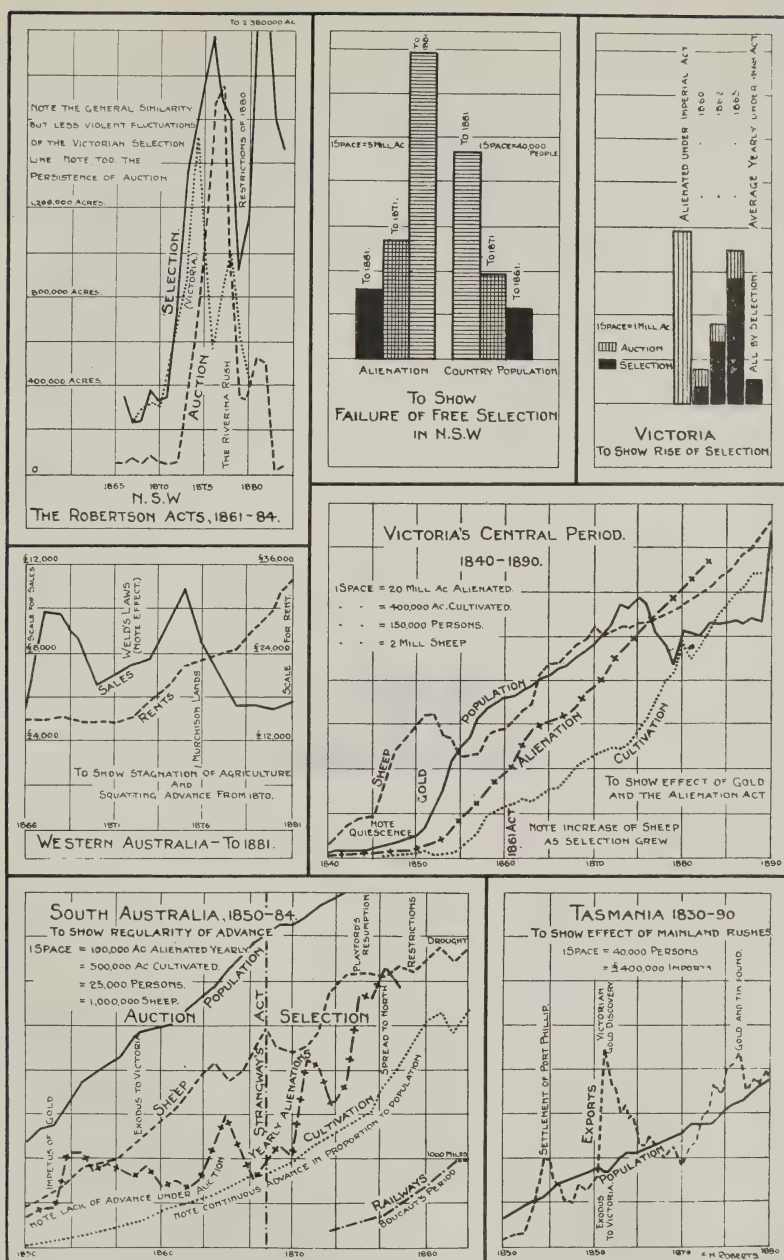 TO 2 380000 AC
NOTE THE GENERAL SIMILARITY
BUT LESS VIOLENT FLUCTUATIONS
OF THE VICTORIAN SELECTION
LINE NOTE, TOO, THE
PERSISTENCE OF AUCTION
1,200,000 ACRES.
800,000 ACRES.
400,000 ACRES.
0
SELECTION.
(VICTORIA)
AUCTION
THE RIVERINA RUSH
RESTRICTIONS OF 1880
1865 1870 1875 1880
N.S.W
THE ROBERTSON ACTS, 1861-84.
TO 1881
1 SPACE = 5 MILL. AC
TO 1881
1 SPACE = 40,000
PEOPLE
TO 1881.
TO 1871.
TO 1871
TO 1861.
ALIENATION COUNTRY POPULATION
TO SHOW
FAILURE OF FREE SELECTION
IN N.S.W
ALIENATED UNDER IMPERIAL ACT
1860
1862
1865
AVERAGE YEARLY UNDER ACT.
1 SPACE = 1 MILL. AC
AUCTION
SELECTION
ALL BY SELECTION
VICTORIA
TO SHOW RISE OF SELECTION
£12,000
£36,000
SCALE FOR SALES
WELD'S LAWS
(NOTE EFFECT.)
£8,000
£24,000
SALES
RENTS
MURCHISON LANDS
SCALE FOR RENT.
£4,000
£12,000
TO SHOW STAGNATION OF AGRICULTURE
AND
SQUATTING ADVANCE FROM 1870.
1866 1871 1876 1881
WESTERN AUSTRALIA-TO 1881.
VICTORIA'S CENTRAL PERIOD.
1840-1890.
1 SPACE = 20 MILL AC ALIENATED.
= 400,000 AC. CULTIVATED.
= 150,000 PERSONS.
= 2 MILL SHEEP
SHEEP
GOLD
POPULATION
ALIENATION
CULTIVATION
NOTE
QUIESCENCE
1861 ACT
TO SHOW EFFECT OF GOLD
AND THE ALIENATION ACT
NOTE INCREASE OF SHEEP
AS SELECTION GREW
1840 1850 1860 1870 1880 1890
SOUTH AUSTRALIA, 1850-84.
TO SHOW REGULARITY OF ADVANCE
1 SPACE = 100,000 AC ALIENATED YEARLY
= 500,000 AC CULTIVATED.
= 25,000 PERSONS.
= 1,000,000 SHEEP.
POPULATION
AUCTION
SELECTION
STRANGWAY'S ACT
PLAYFORD'S
RESUMPTION
RESTRICTIONS
DROUGHT
IMPETUS OF GOLD
EXODUS TO VICTORIA
SHEEP
YEARLY ALIENATIONS
SPREAD TO NORTH
CULTIVATION
NOTE LACK OF ADVANCE UNDER AUCTION
NOTE CONTINUOUS ADVANCE IN PROPORTION TO POPULATION
1000 MILES
RAILWAYS
BOUCAUT'S PERIOD
1850 1860 1870 1880
TASMANIA 1830-90
TO SHOW EFFECT OF MAINLAND RUSHES
1 SPACE = 40,000 PERSONS
= £400,000 IMPORTS
SETTLEMENT OF PORT PHILLIP.
VICTORIAN
GOLD DISCOVERY
GOLD AND TIN FOUND.
EXPORTS
POPULATION
EXODUS
TO VICTORIA
1830 1850 1870 1890
H ROBERTS